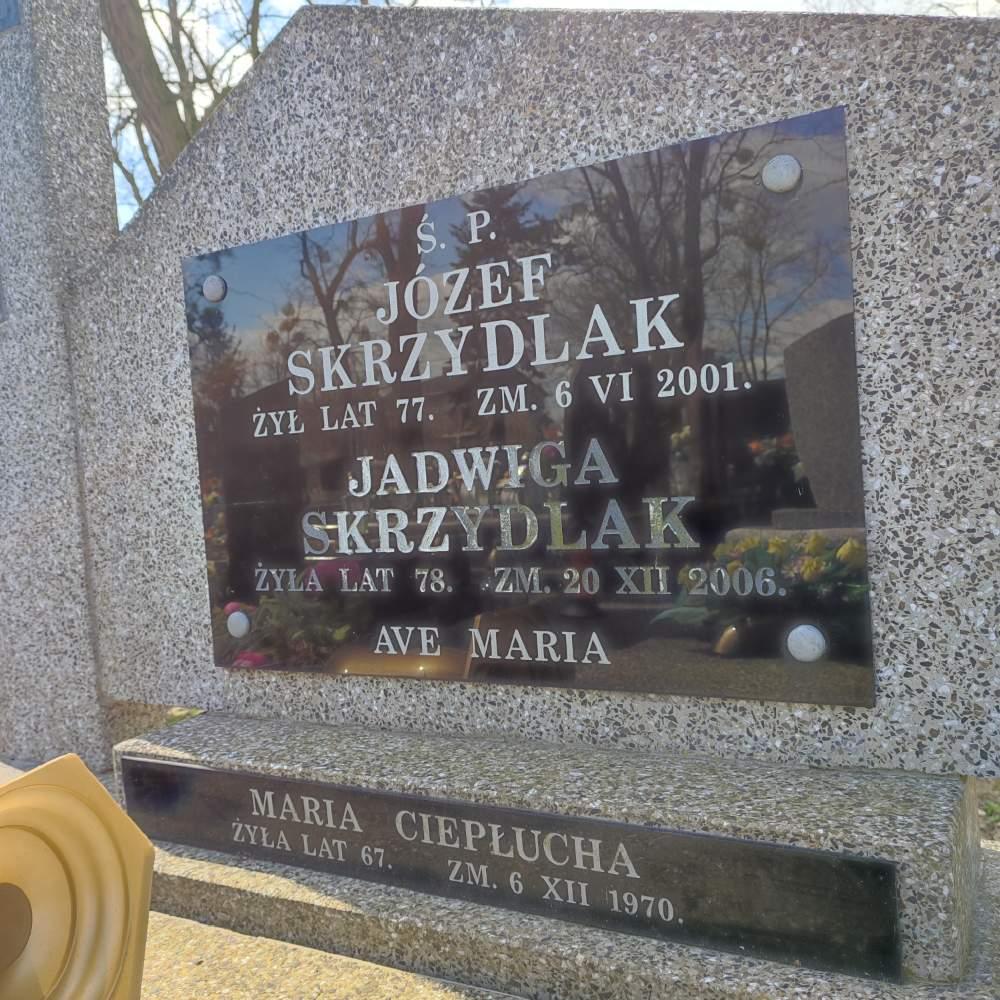 Ś. P.
JÓZEF
SKRZYDLAK
ŻYŁ LAT 77. ZM. 6 VI 2001.
JADWIGA
SKRZYDLAK
ŻYŁA LAT 78. ZM. 20 XII 2006.
AVE MARIA
MARIA CIEPŁUCHA
ŻYŁA LAT 67. ZM. 6 XII 1970.